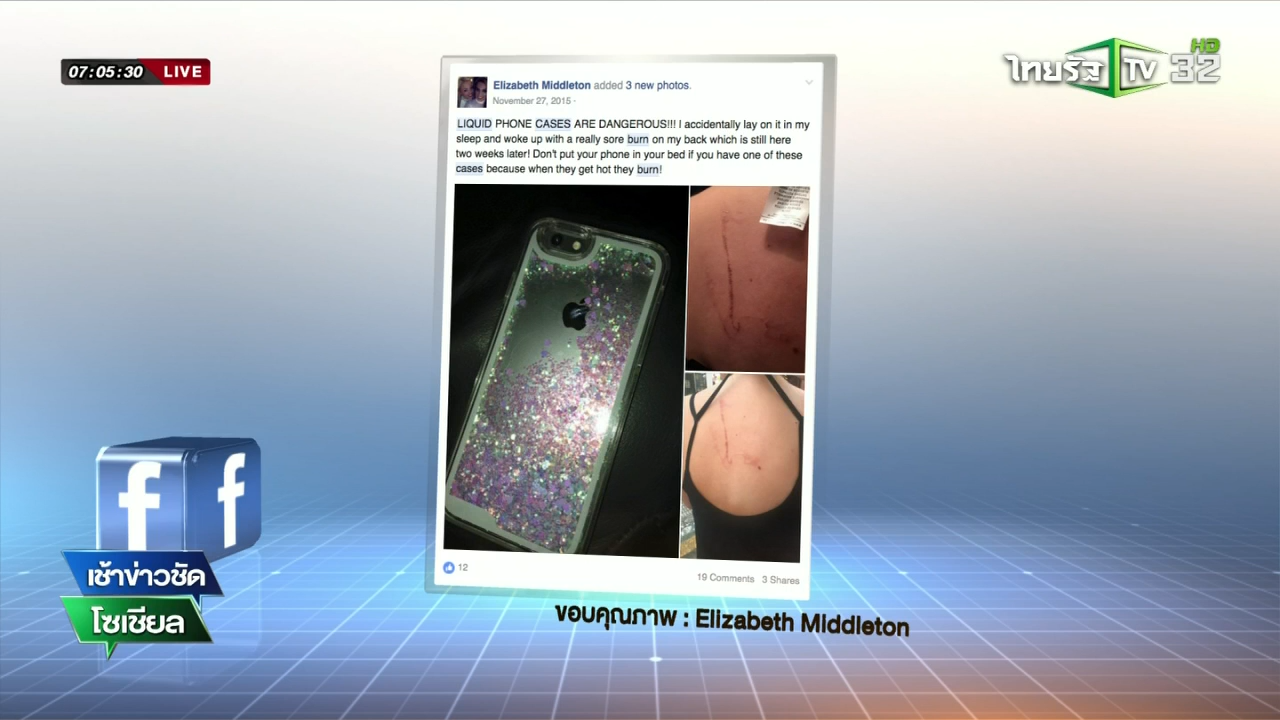 07:05:30 LIVE
ไทยรัฐ TV 32 HD
Elizabeth Middleton added 3 new photos.
November 27, 2015 ·
LIQUID PHONE CASES ARE DANGEROUS!!! I accidentally lay on it in my
sleep and woke up with a really sore burn on my back which is still here
two weeks later! Don't put your phone in your bed if you have one of these
cases because when they get hot they burn!
12
19 Comments 3 Shares
f f
เช้าข่าวชัด
โซเชียล
ขอบคุณภาพ : Elizabeth Middleton